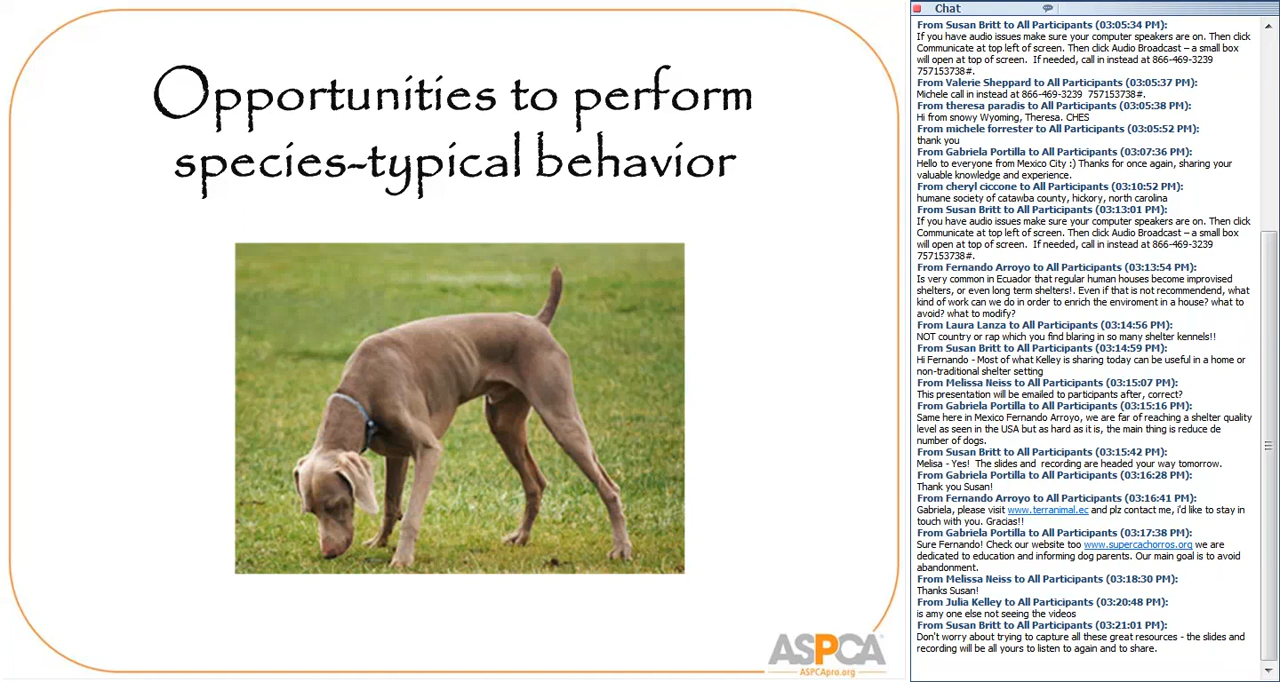 Opportunities to perform
species-typical behavior
ASPCA
ASPCApro.org
Chat
From Susan Britt to All Participants (03:05:34 PM):
If you have audio issues make sure your computer speakers are on. Then click
Communicate at top left of screen. Then click Audio Broadcast – a small box
will open at top of screen.  If needed, call in instead at 866-469-3239
757153738#.
From Valerie Sheppard to All Participants (03:05:37 PM):
Michele call in instead at 866-469-3239  757153738#.
From theresa paradis to All Participants (03:05:38 PM):
Hi from snowy Wyoming, Theresa. CHES
From michele forrester to All Participants (03:05:52 PM):
thank you
From Gabriela Portilla to All Participants (03:07:36 PM):
Hello to everyone from Mexico City :) Thanks for once again, sharing your
valuable knowledge and experience.
From cheryl ciccone to All Participants (03:10:52 PM):
humane society of catawba county, hickory, north carolina
From Susan Britt to All Participants (03:13:01 PM):
If you have audio issues make sure your computer speakers are on. Then click
Communicate at top left of screen. Then click Audio Broadcast – a small box
will open at top of screen.  If needed, call in instead at 866-469-3239
757153738#.
From Fernando Arroyo to All Participants (03:13:54 PM):
Is very common in Ecuador that regular human houses become improvised
shelters, or even long term shelters!. Even if that is not recommendend, what
kind of work can we do in order to enrich the enviroment in a house? what to
avoid? what to modify?
From Laura Lanza to All Participants (03:14:56 PM):
NOT country or rap which you find blaring in so many shelter kennels!!
From Susan Britt to All Participants (03:14:59 PM):
Hi Fernando - Most of what Kelley is sharing today can be useful in a home or
non-traditional shelter setting
From Melissa Neiss to All Participants (03:15:07 PM):
This presentation will be emailed to participants after, correct?
From Gabriela Portilla to All Participants (03:15:16 PM):
Same here in Mexico Fernando Arroyo, we are far of reaching a shelter quality
level as seen in the USA but as hard as it is, the main thing is reduce de
number of dogs.
From Susan Britt to All Participants (03:15:42 PM):
Melisa - Yes!  The slides and  recording are headed your way tomorrow.
From Gabriela Portilla to All Participants (03:16:28 PM):
Thank you Susan!
From Fernando Arroyo to All Participants (03:16:41 PM):
Gabriela, please visit www.terranimal.ec and plz contact me, i'd like to stay in
touch with you. Gracias!!
From Gabriela Portilla to All Participants (03:17:38 PM):
Sure Fernando! Check our website too www.supercachorros.org we are
dedicated to education and informing dog parents. Our main goal is to avoid
abandonment.
From Melissa Neiss to All Participants (03:18:30 PM):
Thanks Susan!
From Julia Kelley to All Participants (03:20:48 PM):
is amy one else not seeing the videos
From Susan Britt to All Participants (03:21:01 PM):
Don't worry about trying to capture all these great resources - the slides and
recording will be all yours to listen to again and to share.